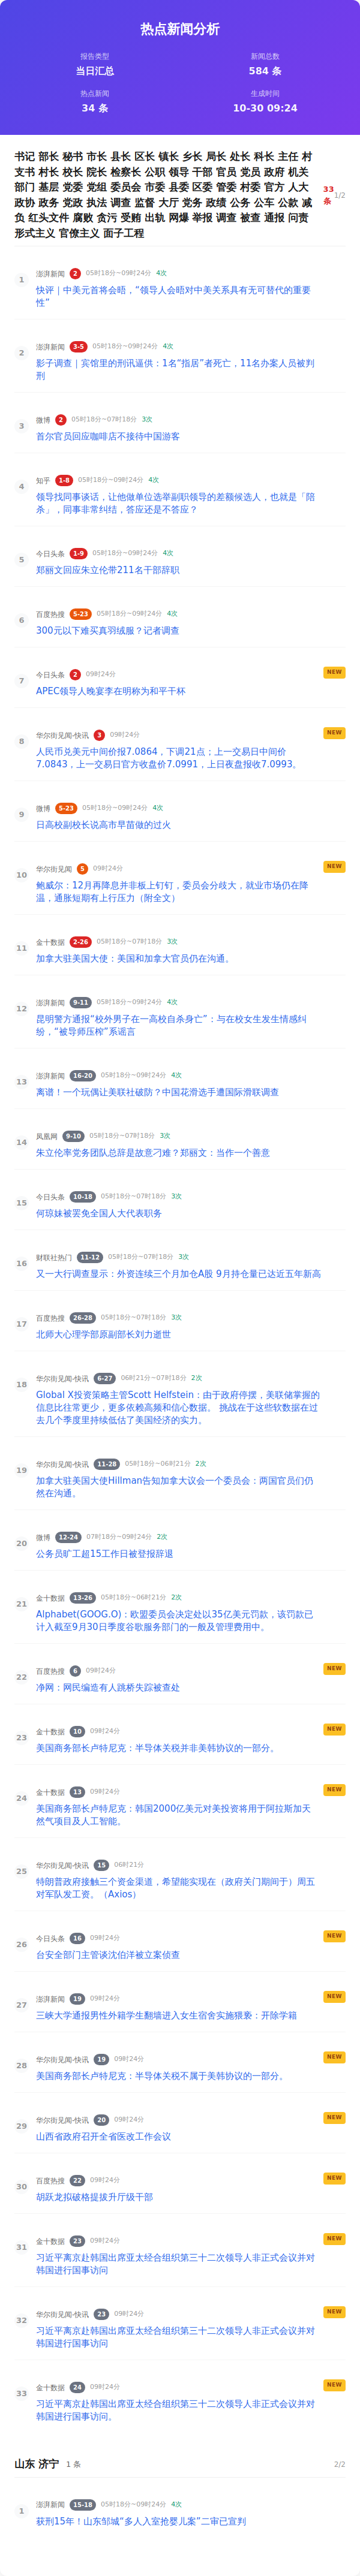 热点新闻分析
报告类型
当日汇总
新闻总数
584 条
热点新闻
34 条
生成时间
10-30 09:24
书记 部长 秘书 市长 县长 区长 镇长 乡长 局长 处长 科长 主任 村
支书 村长 校长 院长 检察长 公职 领导 干部 官员 党员 政府 机关
部门 基层 党委 党组 委员会 市委 县委 区委 管委 村委 官方 人大
政协 政务 党政 执法 调查 监督 大厅 党务 政绩 公务 公车 公款 减
负 红头文件 腐败 贪污 受贿 出轨 网爆 举报 调查 被查 通报 问责
形式主义 官僚主义 面子工程
33
条
1/2
1
澎湃新闻 2 05时18分~09时24分 4次
快评｜中美元首将会晤，“领导人会晤对中美关系具有无可替代的重要
性”
2
澎湃新闻 3-5 05时18分~09时24分 4次
影子调查｜宾馆里的刑讯逼供：1名“指居”者死亡，11名办案人员被判
刑
3
微博 2 05时18分~07时18分 3次
首尔官员回应咖啡店不接待中国游客
4
知乎 1-8 05时18分~09时24分 4次
领导找同事谈话，让他做单位选举副职领导的差额候选人，也就是「陪
杀」，同事非常纠结，答应还是不答应？
5
今日头条 1-9 05时18分~09时24分 4次
郑丽文回应朱立伦带211名干部辞职
6
百度热搜 5-23 05时18分~09时24分 4次
300元以下难买真羽绒服？记者调查
7
今日头条 2 09时24分
NEW
APEC领导人晚宴李在明称为和平干杯
8
华尔街见闻-快讯 3 09时24分
NEW
人民币兑美元中间价报7.0864，下调21点；上一交易日中间价
7.0843，上一交易日官方收盘价7.0991，上日夜盘报收7.0993。
9
微博 5-23 05时18分~09时24分 4次
日高校副校长说高市早苗做的过火
10
华尔街见闻 5 09时24分
NEW
鲍威尔：12月再降息并非板上钉钉，委员会分歧大，就业市场仍在降
温，通胀短期有上行压力（附全文）
11
金十数据 2-26 05时18分~07时18分 3次
加拿大驻美国大使：美国和加拿大官员仍在沟通。
12
澎湃新闻 9-11 05时18分~09时24分 4次
昆明警方通报“校外男子在一高校自杀身亡”：与在校女生发生情感纠
纷，“被导师压榨”系谣言
13
澎湃新闻 16-20 05时18分~09时24分 4次
离谱！一个玩偶让美联社破防？中国花滑选手遭国际滑联调查
14
凤凰网 9-10 05时18分~07时18分 3次
朱立伦率党务团队总辞是故意刁难？郑丽文：当作一个善意
15
今日头条 10-18 05时18分~07时18分 3次
何琼妹被罢免全国人大代表职务
16
财联社热门 11-12 05时18分~07时18分 3次
又一大行调查显示：外资连续三个月加仓A股 9月持仓量已达近五年新高
17
百度热搜 26-28 05时18分~07时18分 3次
北师大心理学部原副部长刘力逝世
18
华尔街见闻-快讯 6-27 06时21分~07时18分 2次
Global X投资策略主管Scott Helfstein：由于政府停摆，美联储掌握的
信息比往常更少，更多依赖高频和信心数据。 挑战在于这些软数据在过
去几个季度里持续低估了美国经济的实力。
19
华尔街见闻-快讯 11-28 05时18分~06时21分 2次
加拿大驻美国大使Hillman告知加拿大议会一个委员会：两国官员们仍
然在沟通。
20
微博 12-24 07时18分~09时24分 2次
公务员旷工超15工作日被登报辞退
21
金十数据 13-26 05时18分~06时21分 2次
Alphabet(GOOG.O)：欧盟委员会决定处以35亿美元罚款，该罚款已
计入截至9月30日季度谷歌服务部门的一般及管理费用中。
22
百度热搜 6 09时24分
NEW
净网：网民编造有人跳桥失踪被查处
23
金十数据 10 09时24分
NEW
美国商务部长卢特尼克：半导体关税并非美韩协议的一部分。
24
金十数据 13 09时24分
NEW
美国商务部长卢特尼克：韩国2000亿美元对美投资将用于阿拉斯加天
然气项目及人工智能。
25
华尔街见闻-快讯 15 06时21分
特朗普政府接触三个资金渠道，希望能实现在（政府关门期间于）周五
对军队发工资。（Axios）
26
今日头条 16 09时24分
NEW
台安全部门主管谈沈伯洋被立案侦查
27
澎湃新闻 19 09时24分
NEW
三峡大学通报男性外籍学生翻墙进入女生宿舍实施猥亵：开除学籍
28
华尔街见闻-快讯 19 09时24分
NEW
美国商务部长卢特尼克：半导体关税不属于美韩协议的一部分。
29
华尔街见闻-快讯 20 09时24分
NEW
山西省政府召开全省医改工作会议
30
百度热搜 22 09时24分
NEW
胡跃龙拟破格提拔升厅级干部
31
金十数据 23 09时24分
NEW
习近平离京赴韩国出席亚太经合组织第三十二次领导人非正式会议并对
韩国进行国事访问
32
华尔街见闻-快讯 23 09时24分
NEW
习近平离京赴韩国出席亚太经合组织第三十二次领导人非正式会议并对
韩国进行国事访问
33
金十数据 24 09时24分
NEW
习近平离京赴韩国出席亚太经合组织第三十二次领导人非正式会议并对
韩国进行国事访问。
山东 济宁 1 条
2/2
1
澎湃新闻 15-18 05时18分~09时24分 4次
获刑15年！山东邹城“多人入室抢婴儿案”二审已宣判